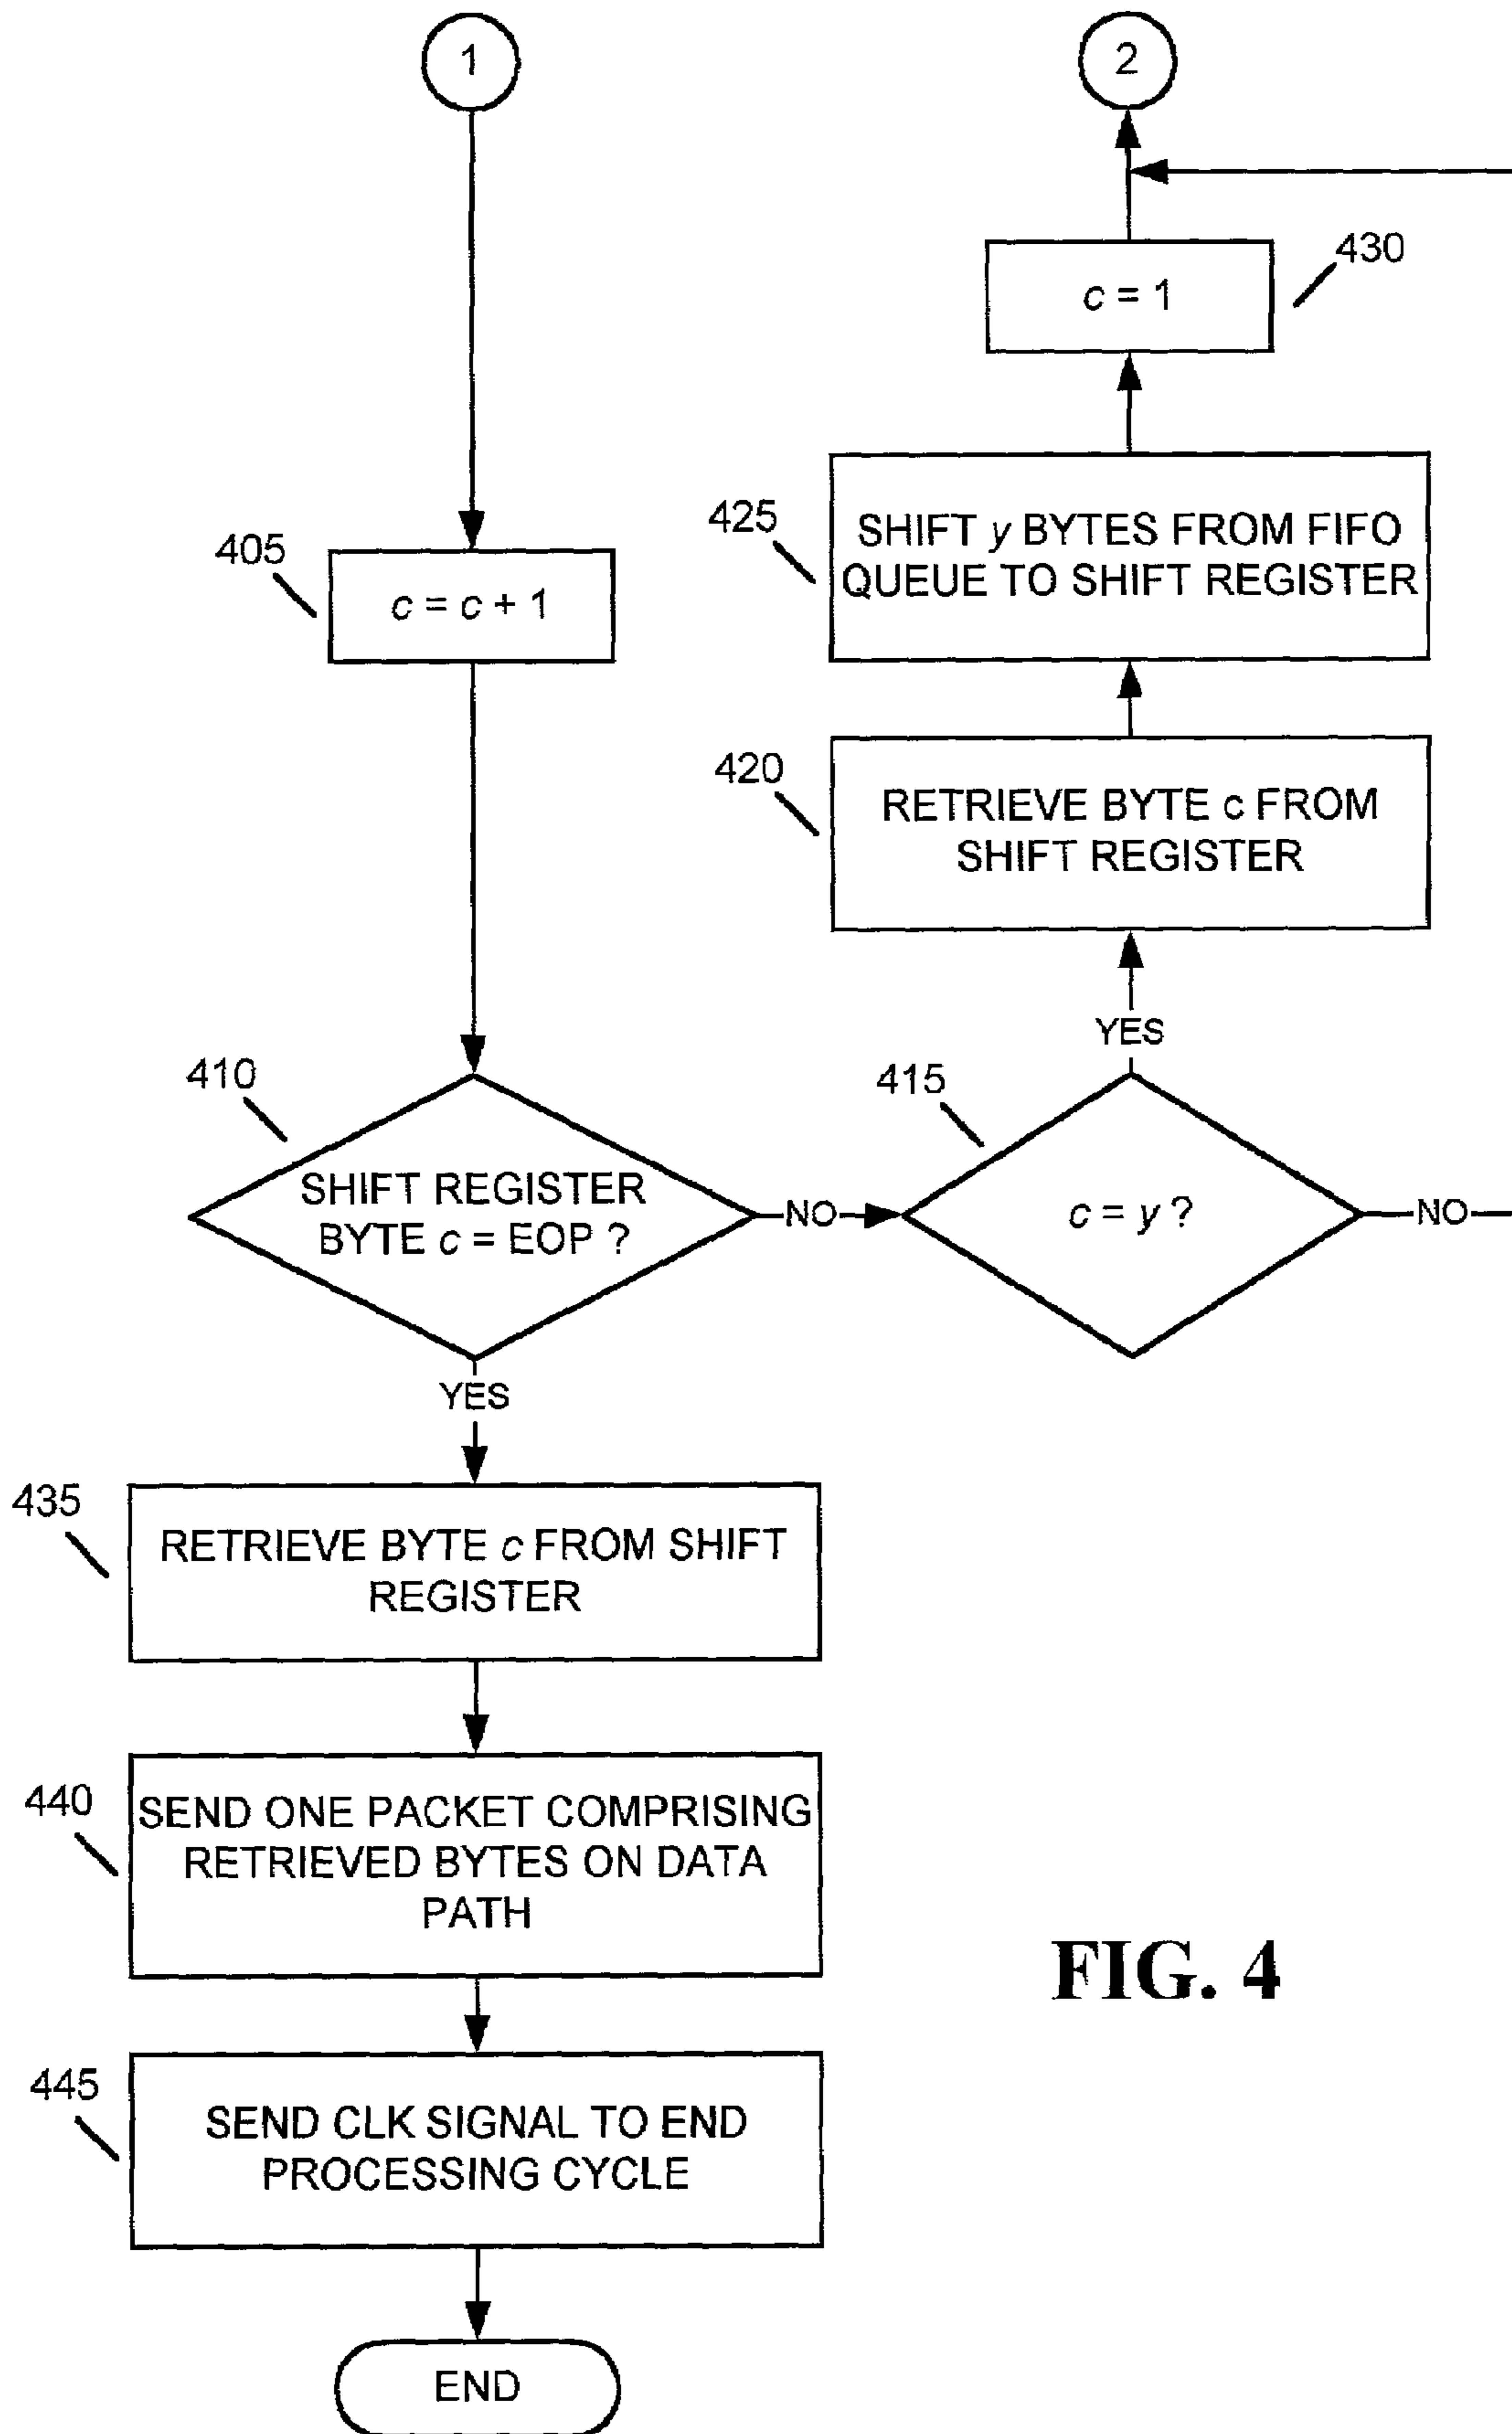 1
2
430
c = 1
425
SHIFT y BYTES FROM FIFO
QUEUE TO SHIFT REGISTER
405
c = c + 1
420
RETRIEVE BYTE c FROM
SHIFT REGISTER
YES
410
415
SHIFT REGISTER
BYTE c = EOP ?
NO
c = y ?
NO
YES
435
RETRIEVE BYTE c FROM SHIFT
REGISTER
440
SEND ONE PACKET COMPRISING
RETRIEVED BYTES ON DATA
PATH
FIG. 4
445
SEND CLK SIGNAL TO END
PROCESSING CYCLE
END